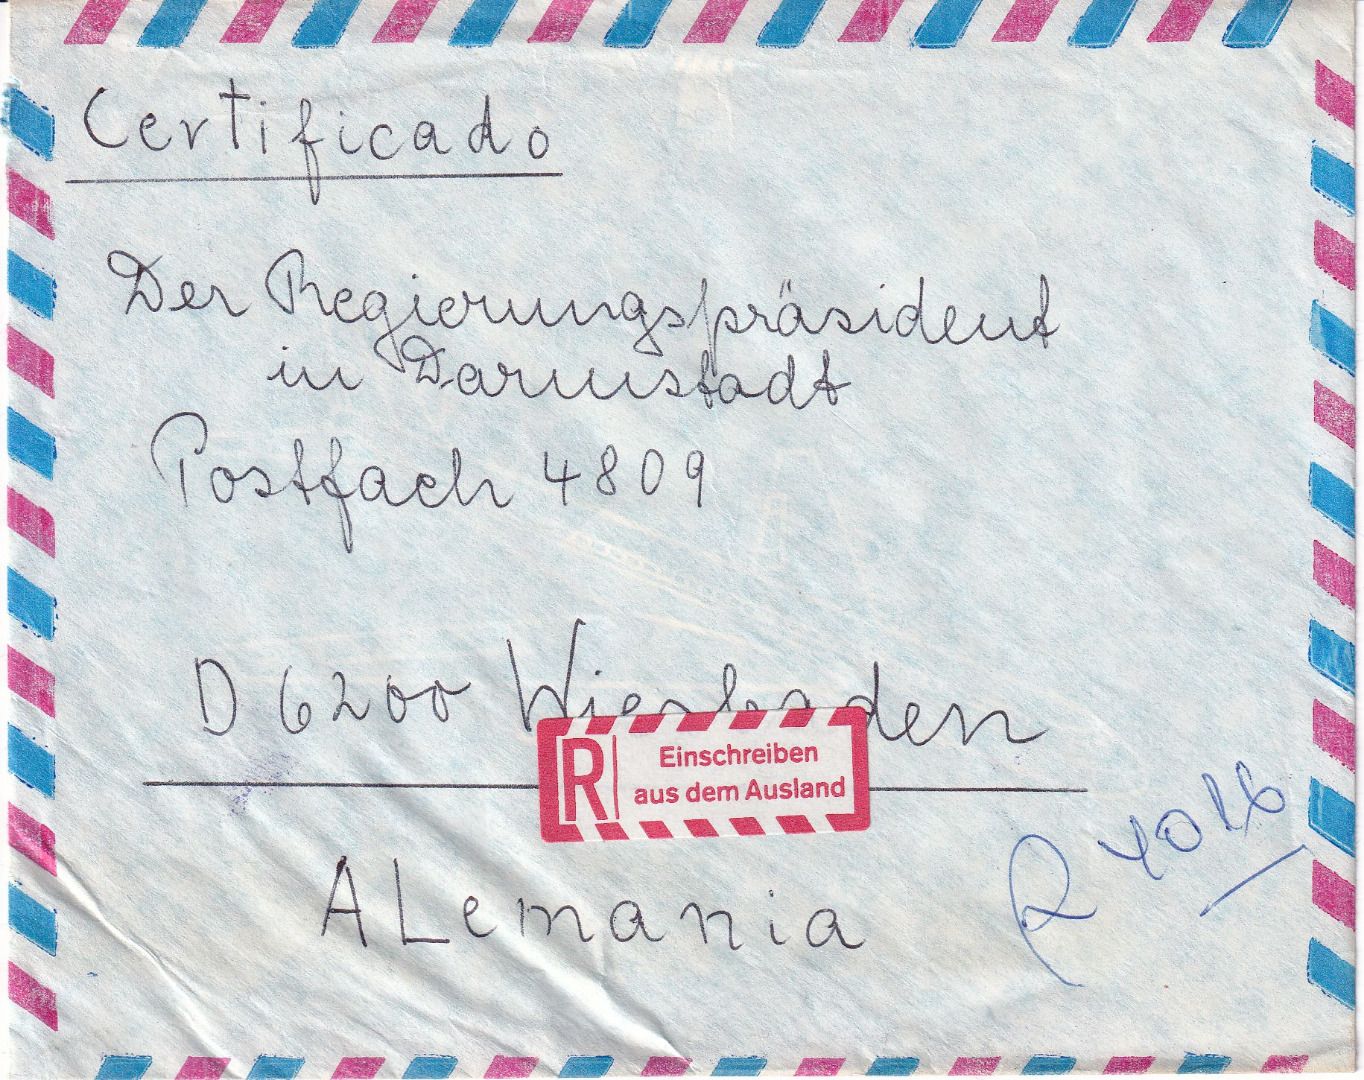 Certificado
Der Regierungspräsident
in Darmstadt
Postfach 4809
D 6200 Wiesbaden
R Einschreiben
aus dem Ausland
ALemania
R